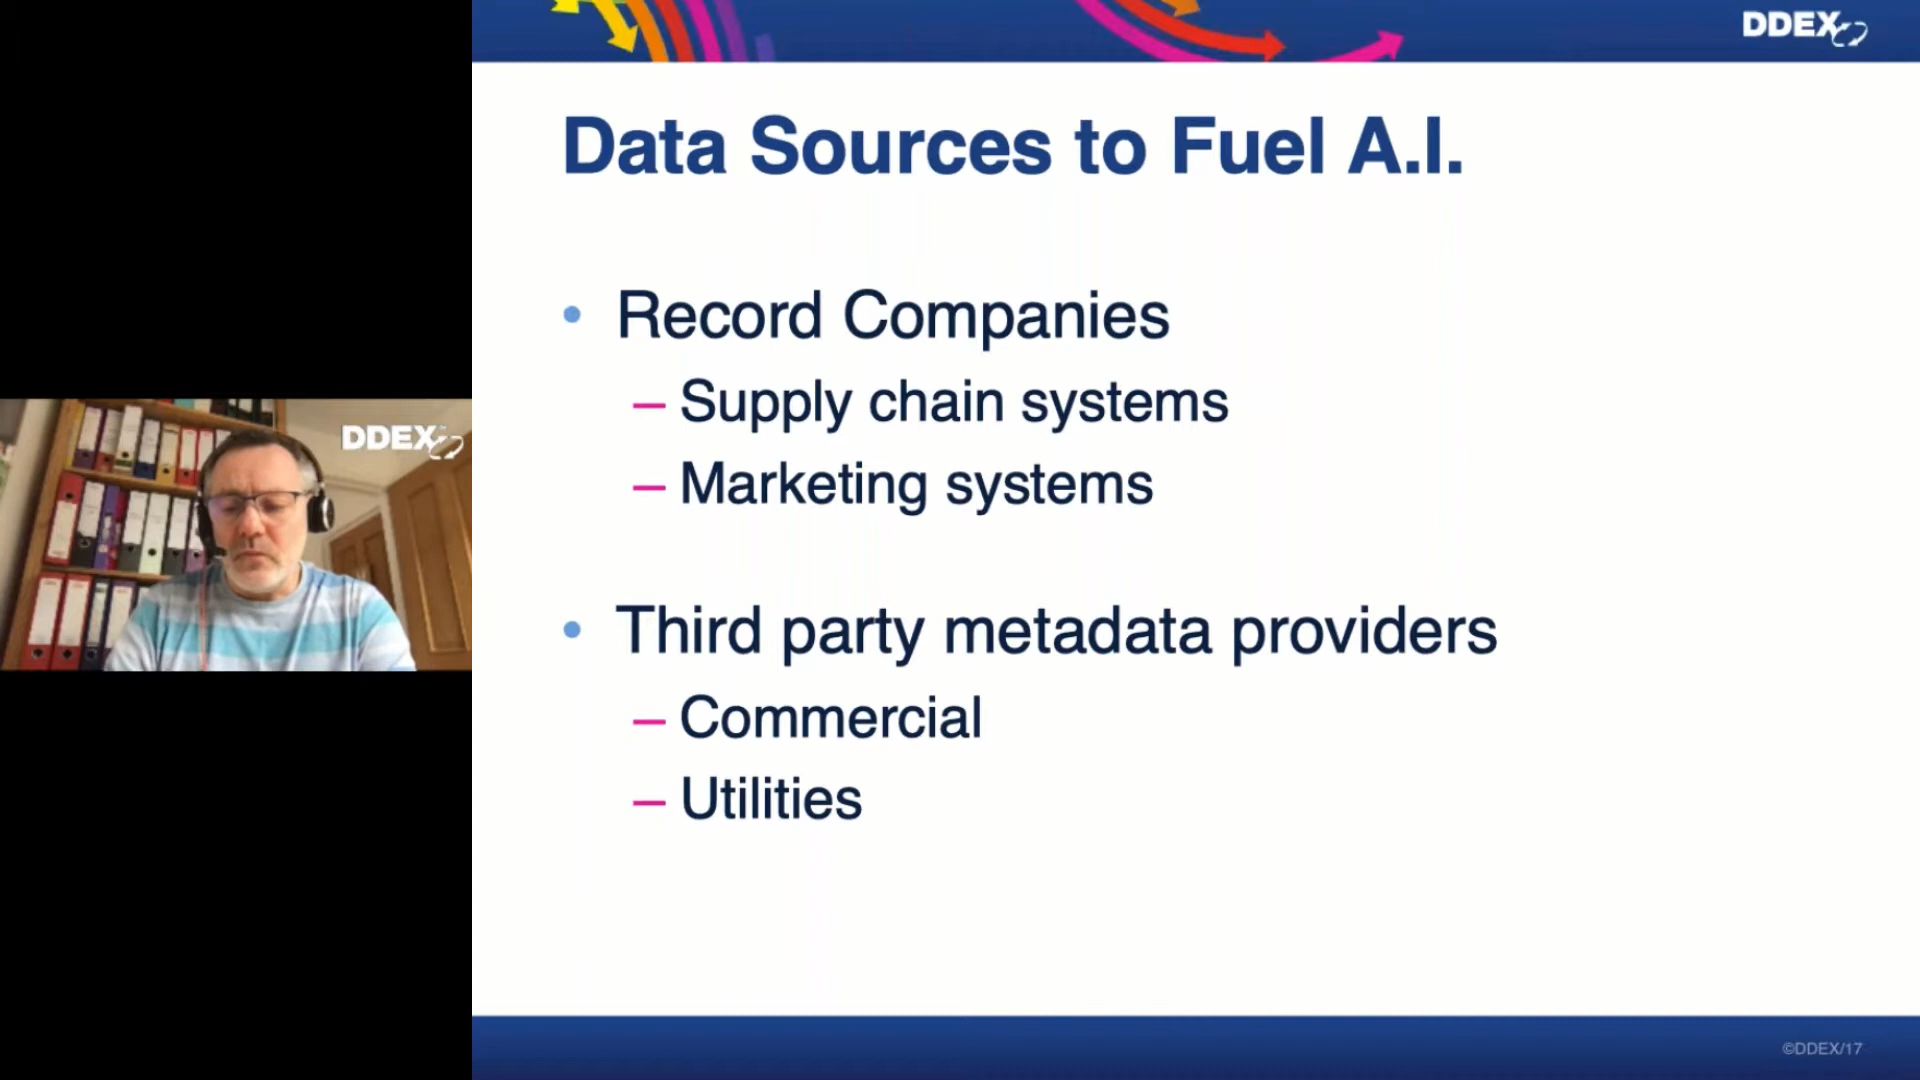 DDEX
Data Sources to Fuel A.I.
• Record Companies
– Supply chain systems
– Marketing systems
• Third party metadata providers
– Commercial
– Utilities
DDEX
©DDEX/17